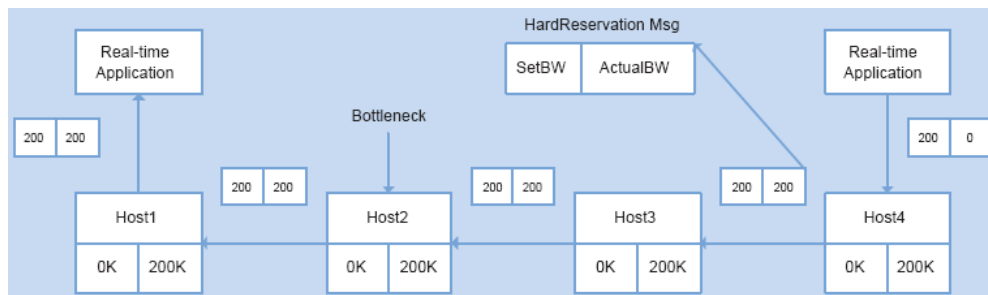 HardReservation Msg
Real-time
Application
SetBW ActualBW
Real-time
Application
Bottleneck
200 200
200 0
200 200
200 200
200 200
Host1
Host2
Host3
Host4
0K 200K
0K 200K
0K 200K
0K 200K